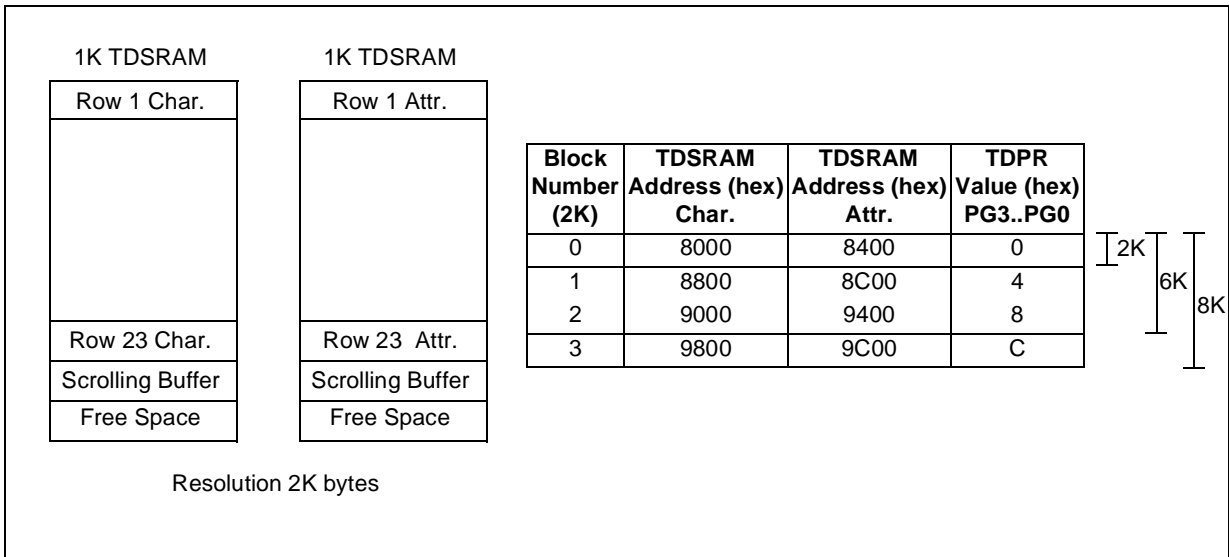 1K TDSRAM 1K TDSRAM
Row 1 Char. Row 1 Attr.
Row 23 Char. Row 23 Attr.
Scrolling Buffer Scrolling Buffer
Free Space Free Space
Resolution 2K bytes
Block TDSRAM TDSRAM TDPR
Number Address (hex) Address (hex) Value (hex)
(2K) Char. Attr. PG3..PG0
0 8000 8400 0
1 8800 8C00 4
2 9000 9400 8
3 9800 9C00 C
2K
6K
8K